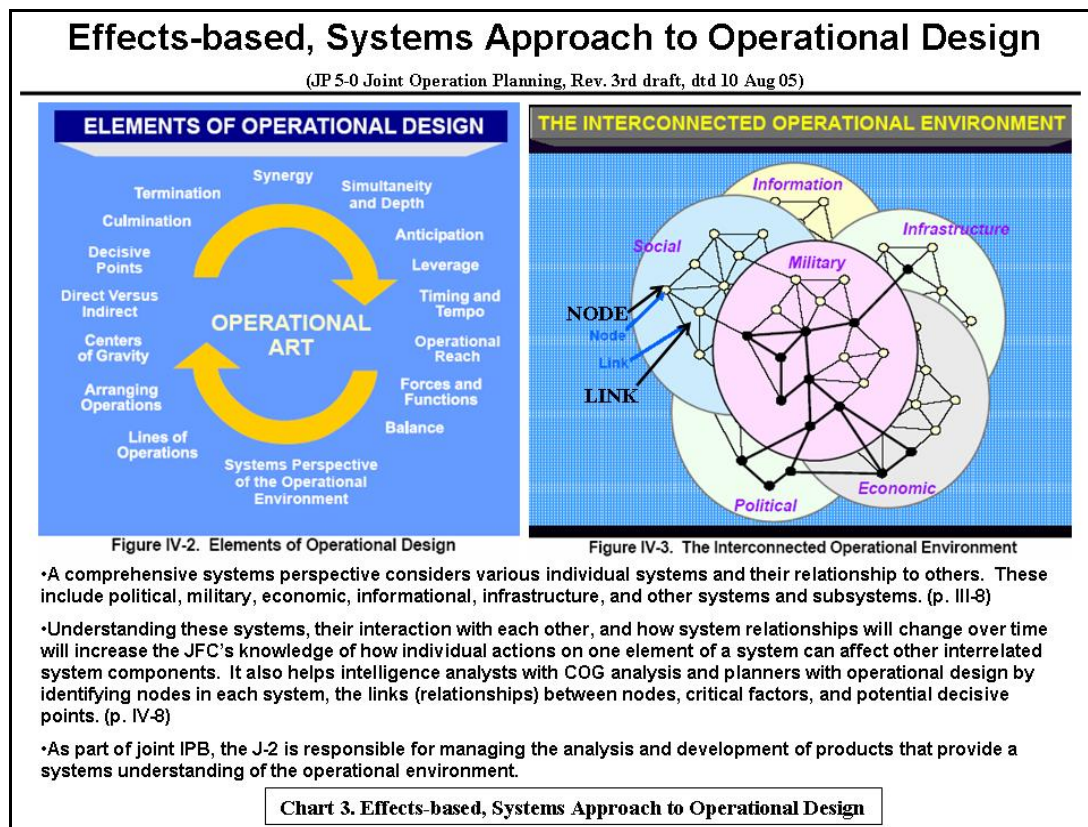 Effects-based, Systems Approach to Operational Design
(JP 5-0 Joint Operation Planning, Rev. 3rd draft, dtd 10 Aug 05)
ELEMENTS OF OPERATIONAL DESIGN
Synergy
Termination
Simultaneity
and Depth
Culmination
Anticipation
Decisive
Points
Leverage
Direct Versus
Indirect
Timing and
Tempo
OPERATIONAL
ART
Centers
of Gravity
Operational
Reach
Arranging
Operations
Forces and
Functions
Lines of
Operations
Balance
Systems Perspective
of the Operational
Environment
Figure IV-2.  Elements of Operational Design
THE INTERCONNECTED OPERATIONAL ENVIRONMENT
Information
Social
Infrastructure
Military
NODE
Node
Link
LINK
Economic
Political
Figure IV-3.  The Interconnected Operational Environment
•A comprehensive systems perspective considers various individual systems and their relationship to others.  These
include political, military, economic, informational, infrastructure, and other systems and subsystems. (p. III-8)
•Understanding these systems, their interaction with each other, and how system relationships will change over time
will increase the JFC's knowledge of how individual actions on one element of a system can affect other interrelated
system components.  It also helps intelligence analysts with COG analysis and planners with operational design by
identifying nodes in each system, the links (relationships) between nodes, critical factors, and potential decisive
points. (p. IV-8)
•As part of joint IPB, the J-2 is responsible for managing the analysis and development of products that provide a
systems understanding of the operational environment.
Chart 3. Effects-based, Systems Approach to Operational Design